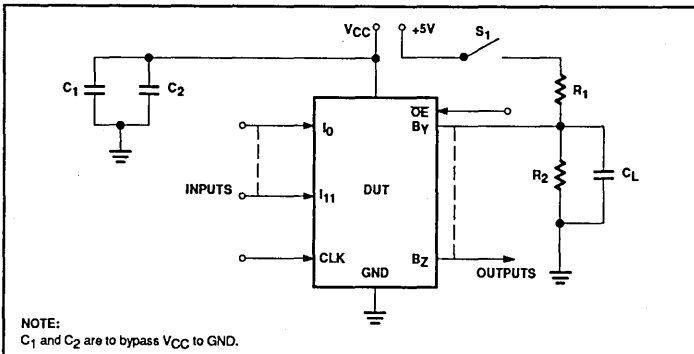 VCC +5V S1
C1 C2 R1
I0 OE BY
INPUTS DUT R2 CL
I11
CLK GND BZ OUTPUTS
NOTE:
C1 and C2 are to bypass VCC to GND.